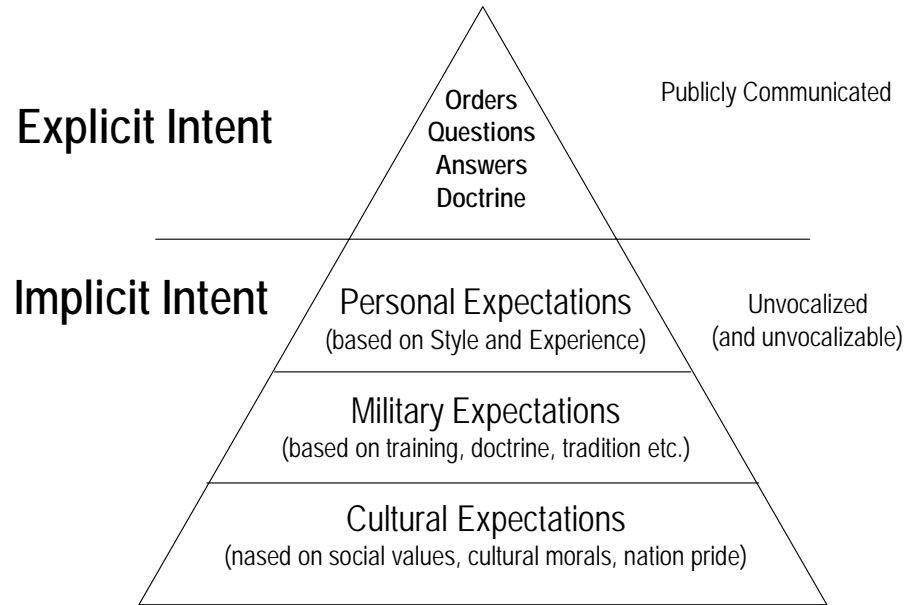 Explicit Intent
Orders
Questions
Answers
Doctrine
Publicly Communicated
Implicit Intent
Personal Expectations
(based on Style and Experience)
Unvocalized
(and unvocalizable)
Military Expectations
(based on training, doctrine, tradition etc.)
Cultural Expectations
(nased on social values, cultural morals, nation pride)